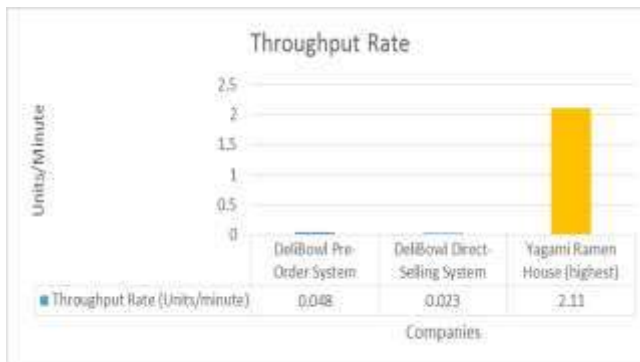 Throughput Rate
Units/Minute
2.5
2
1.5
1
0.5
0
DeliBowl Pre-
Order System
DeliBowl Direct-
Selling System
Yagami Ramen
House (highest)
Throughput Rate (Units/minute)
0.048
0.023
2.11
Companies